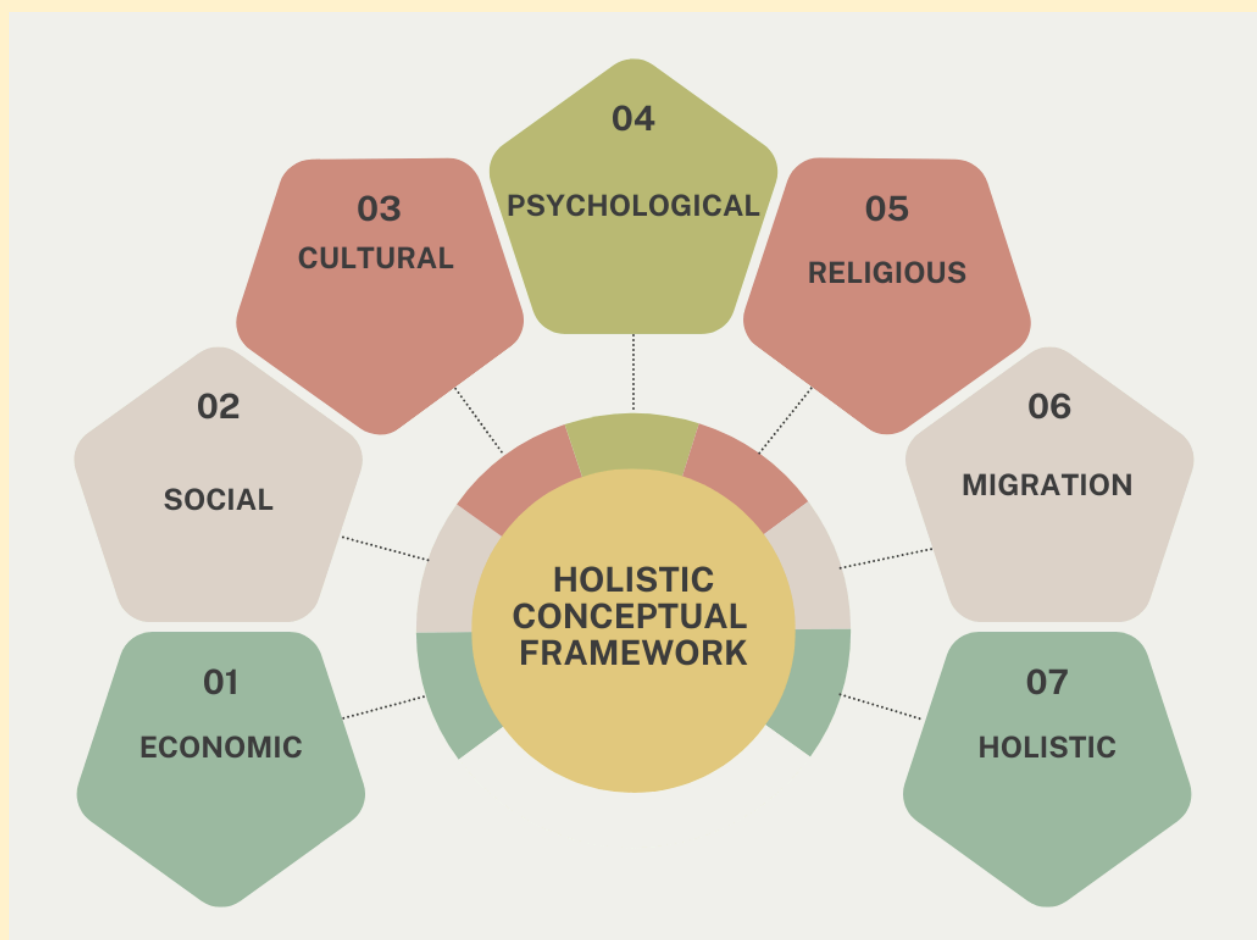 04
PSYCHOLOGICAL
03
CULTURAL
05
RELIGIOUS
02
SOCIAL
06
MIGRATION
HOLISTIC
CONCEPTUAL
FRAMEWORK
01
ECONOMIC
07
HOLISTIC